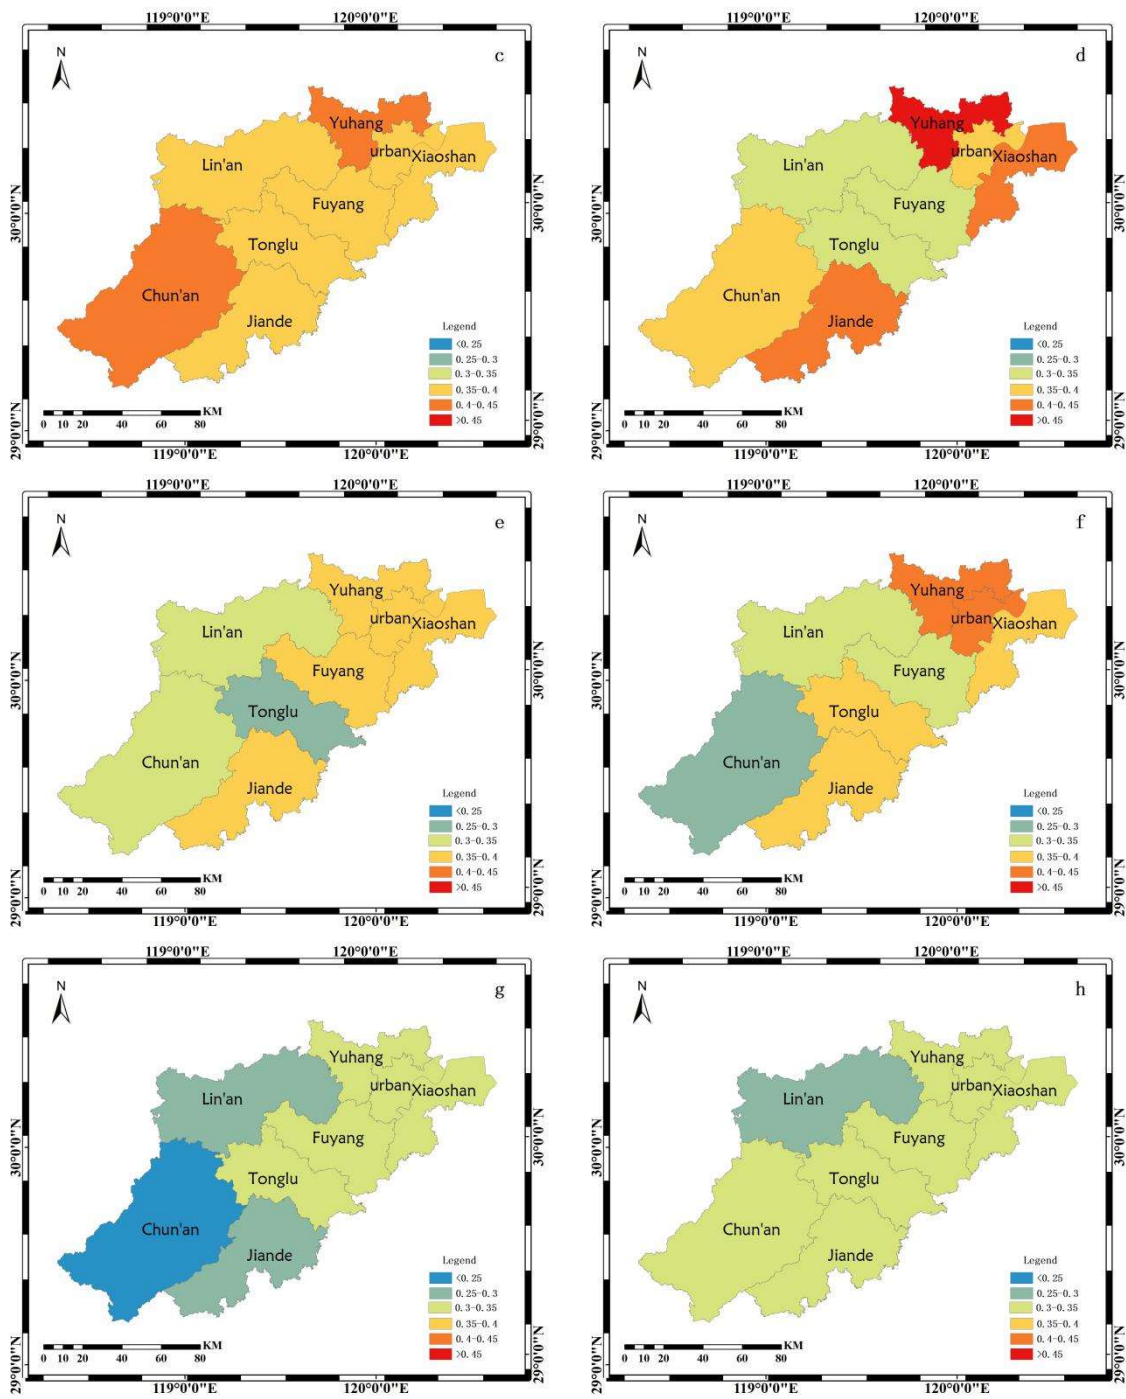 119°0'0"E 120°0'0"E
c
N
Yuhang
urban
Xiaoshan
Lin'an
Fuyang
Tonglu
Chun'an
Jiande
30°0'0"N
30°0'0"N
Legend
<0.25
0.25-0.3
0.3-0.35
0.35-0.4
0.4-0.45
>0.45
KM
0 10 20 40 60 80
29°0'0"N
29°0'0"N
119°0'0"E 120°0'0"E
119°0'0"E 120°0'0"E
d
N
Yuhang
urban
Xiaoshan
Lin'an
Fuyang
Tonglu
Chun'an
Jiande
30°0'0"N
30°0'0"N
Legend
<0.25
0.25-0.3
0.3-0.35
0.35-0.4
0.4-0.45
>0.45
KM
0 10 20 40 60 80
29°0'0"N
29°0'0"N
119°0'0"E 120°0'0"E
119°0'0"E 120°0'0"E
e
N
Yuhang
urban
Xiaoshan
Lin'an
Fuyang
Tonglu
Chun'an
Jiande
30°0'0"N
30°0'0"N
Legend
<0.25
0.25-0.3
0.3-0.35
0.35-0.4
0.4-0.45
>0.45
KM
0 10 20 40 60 80
29°0'0"N
29°0'0"N
119°0'0"E 120°0'0"E
119°0'0"E 120°0'0"E
f
N
Yuhang
urban
Xiaoshan
Lin'an
Fuyang
Tonglu
Chun'an
Jiande
30°0'0"N
30°0'0"N
Legend
<0.25
0.25-0.3
0.3-0.35
0.35-0.4
0.4-0.45
>0.45
KM
0 10 20 40 60 80
29°0'0"N
29°0'0"N
119°0'0"E 120°0'0"E
119°0'0"E 120°0'0"E
g
N
Yuhang
urban
Xiaoshan
Lin'an
Fuyang
Tonglu
Chun'an
Jiande
30°0'0"N
30°0'0"N
Legend
<0.25
0.25-0.3
0.3-0.35
0.35-0.4
0.4-0.45
>0.45
KM
0 10 20 40 60 80
29°0'0"N
29°0'0"N
119°0'0"E 120°0'0"E
119°0'0"E 120°0'0"E
h
N
Yuhang
urban
Xiaoshan
Lin'an
Fuyang
Tonglu
Chun'an
Jiande
30°0'0"N
30°0'0"N
Legend
<0.25
0.25-0.3
0.3-0.35
0.35-0.4
0.4-0.45
>0.45
KM
0 10 20 40 60 80
29°0'0"N
29°0'0"N
119°0'0"E 120°0'0"E